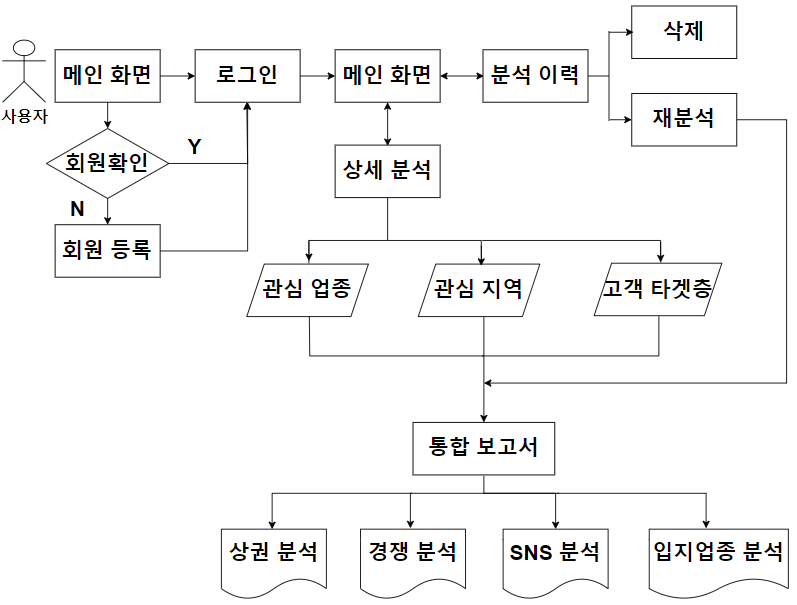 사용자
메인 화면
로그인
메인 화면
분석 이력
삭제
재분석
회원확인
Y
N
회원 등록
상세 분석
관심 업종
관심 지역
고객 타겟층
통합 보고서
상권 분석
경쟁 분석
SNS 분석
입지업종 분석